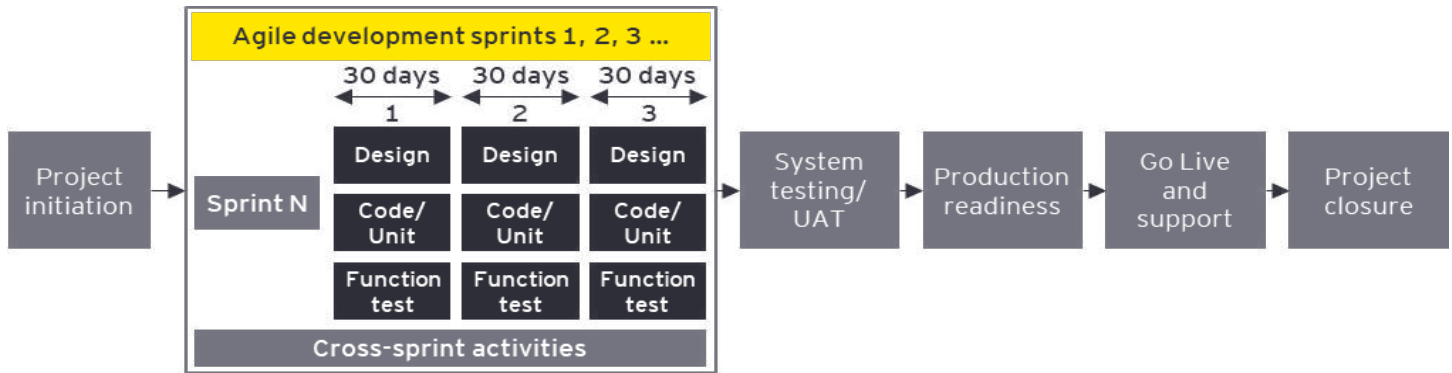 Agile development sprints 1, 2, 3 ...
30 days 30 days 30 days
1 2 3
Project
initiation
Sprint N
Design Design Design
Code/
Unit
Code/
Unit
Code/
Unit
Function
test
Function
test
Function
test
Cross-sprint activities
System
testing/
UAT
Production
readiness
Go Live
and
support
Project
closure